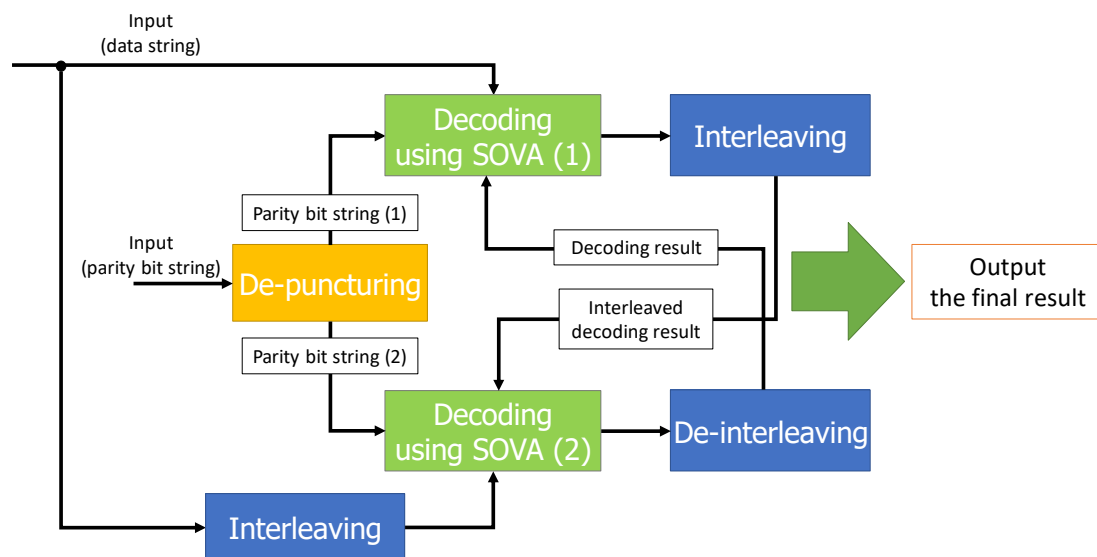 Input
(data string)
Decoding
using SOVA (1)
Interleaving
Parity bit string (1)
Input
(parity bit string)
De-puncturing
Decoding result
Interleaved
decoding result
Output
the final result
Parity bit string (2)
Decoding
using SOVA (2)
De-interleaving
Interleaving